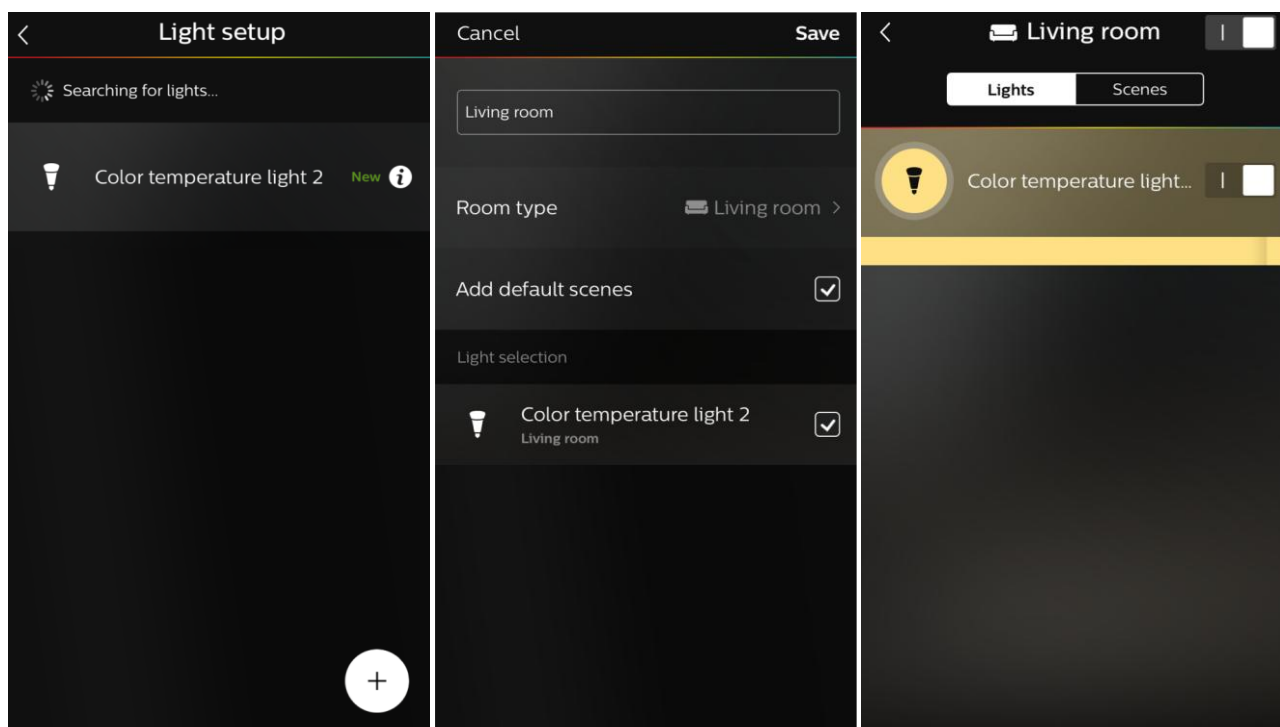 Light setup
Searching for lights...
Color temperature light 2 New
Cancel Save
Living room
Room type Living room
Add default scenes
Light selection
Color temperature light 2
Living room
Living room
Lights Scenes
Color temperature light...